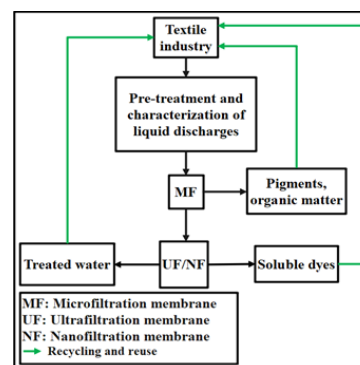 Textile
industry
Pre-treatment and
characterization of
liquid discharges
MF
Pigments,
organic matter
Treated water
UF/NF
Soluble dyes
MF: Microfiltration membrane
UF: Ultrafiltration membrane
NF: Nanofiltration membrane
Recycling and reuse